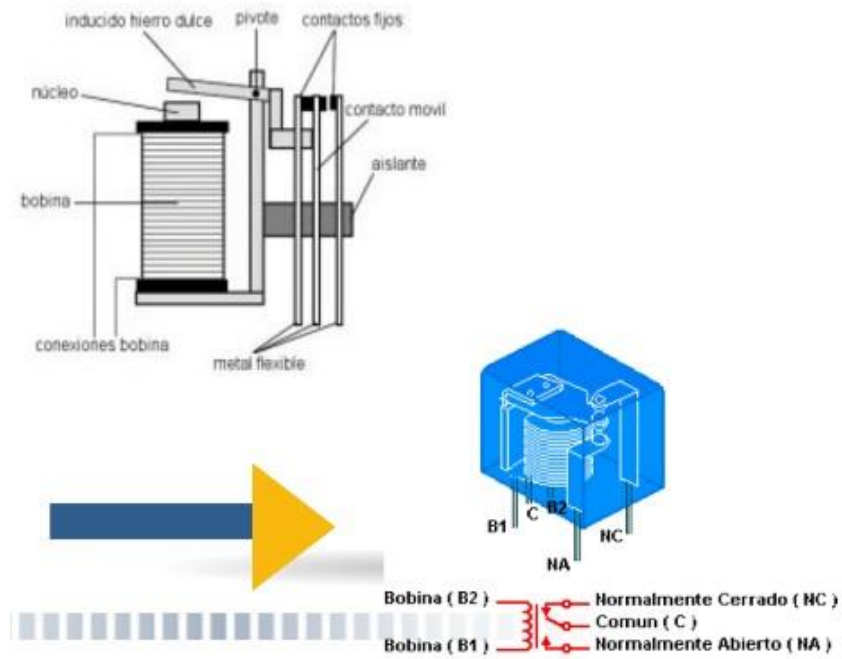 inducido hierro dulce
pivote
contactos fijos
núcleo
contacto movil
aislante
bobina
conexiones bobina
metal flexible
B1
C
B2
NA
NC
Bobina ( B2 )
Normalmente Cerrado ( NC )
Comun ( C )
Bobina ( B1 )
Normalmente Abierto ( NA )